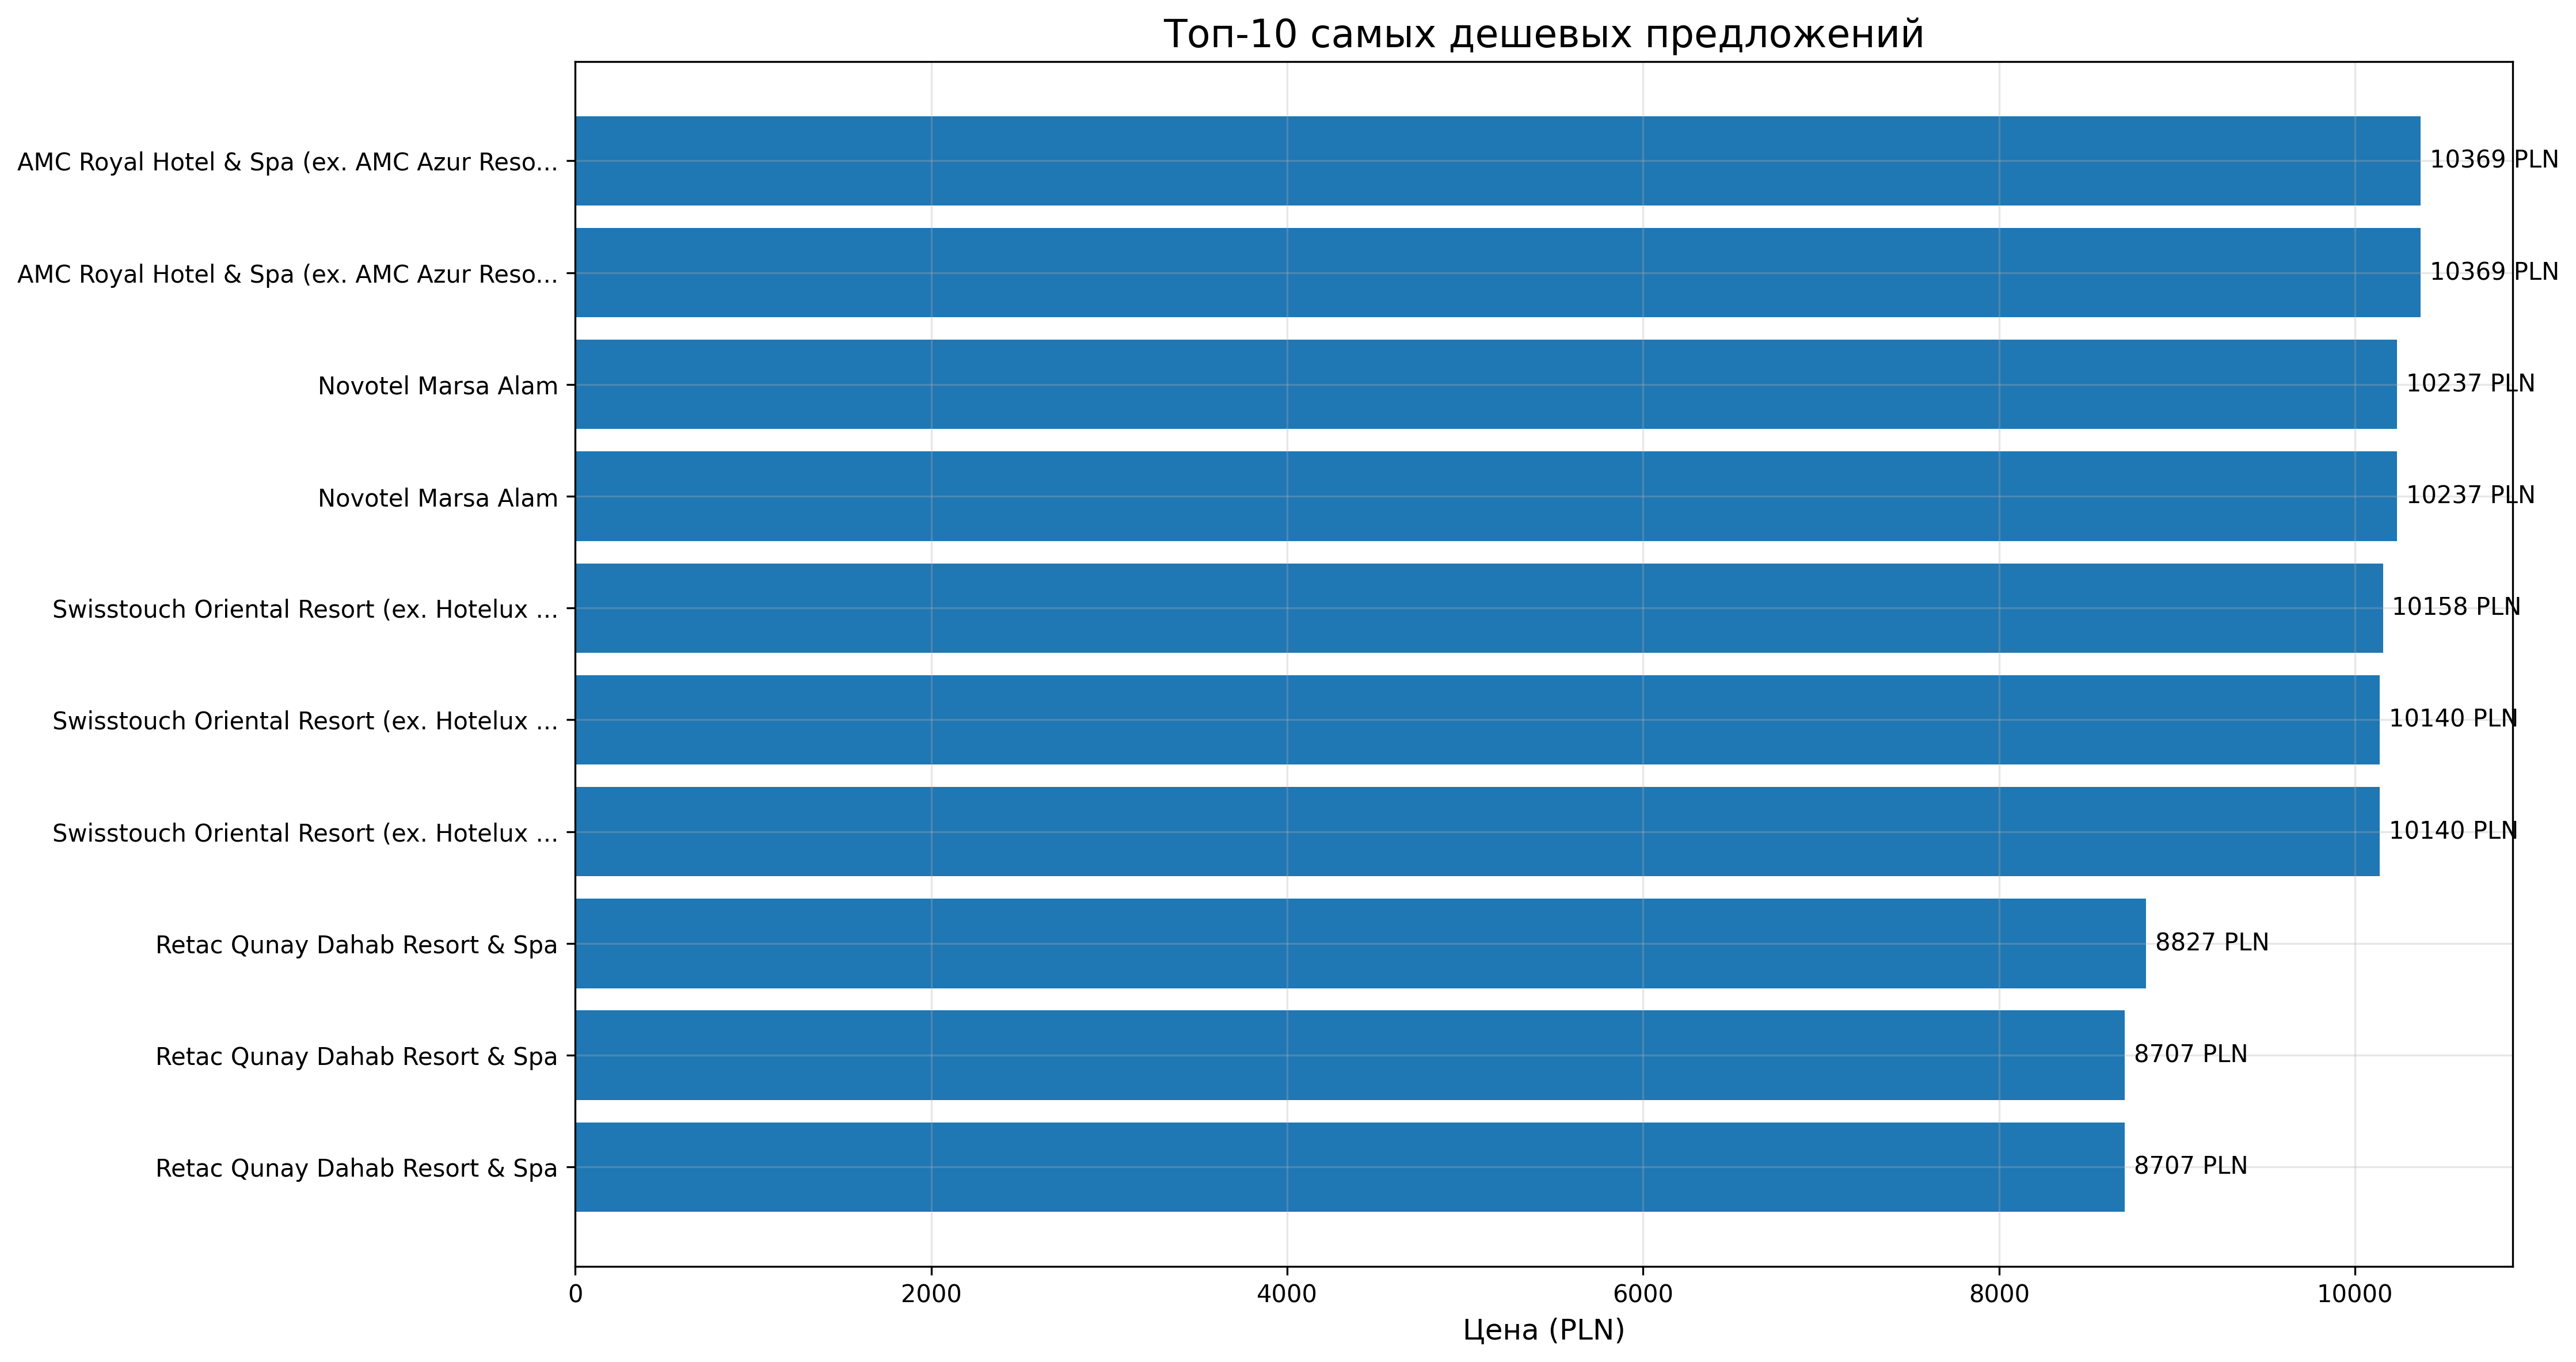 Топ-10 самых дешевых предложений
AMC Royal Hotel & Spa (ex. AMC Azur Reso... 10369 PLN
AMC Royal Hotel & Spa (ex. AMC Azur Reso... 10369 PLN
Novotel Marsa Alam 10237 PLN
Novotel Marsa Alam 10237 PLN
Swisstouch Oriental Resort (ex. Hotelux ... 10158 PLN
Swisstouch Oriental Resort (ex. Hotelux ... 10140 PLN
Swisstouch Oriental Resort (ex. Hotelux ... 10140 PLN
Retac Qunay Dahab Resort & Spa 8827 PLN
Retac Qunay Dahab Resort & Spa 8707 PLN
Retac Qunay Dahab Resort & Spa 8707 PLN
0 2000 4000 6000 8000 10000
Цена (PLN)